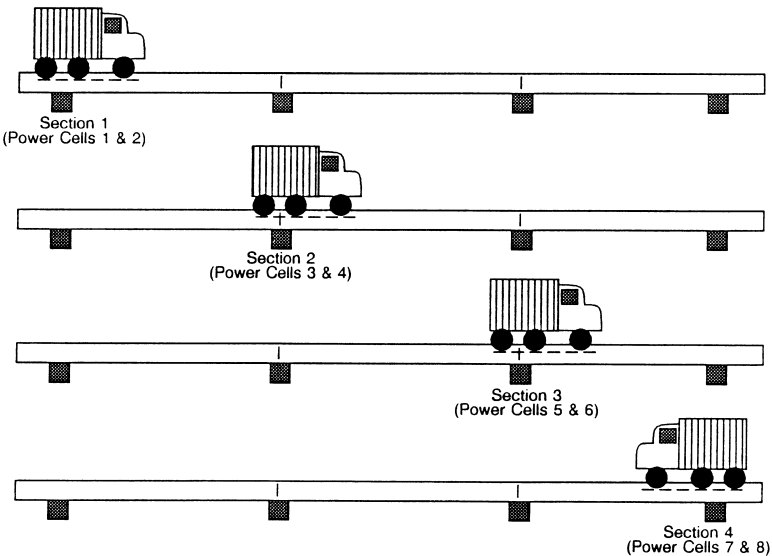 Section 1
(Power Cells 1 & 2)
Section 2
(Power Cells 3 & 4)
Section 3
(Power Cells 5 & 6)
Section 4
(Power Cells 7 & 8)